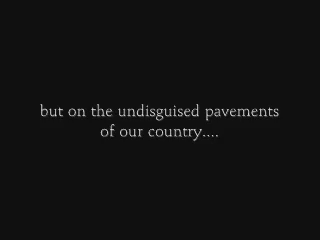 but on the undisguised pavements
of our country....